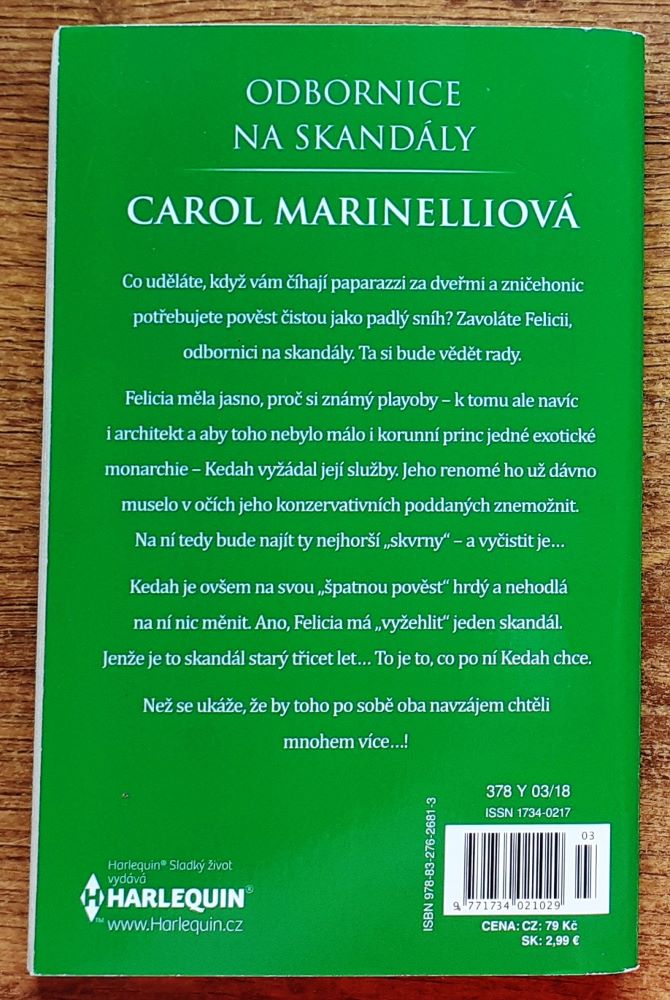 ODBORNICE
NA SKANDÁLY
CAROL MARINELLIOVÁ
Co uděláte, když vám číhají paparazzi za dveřmi a zničehonic
potřebujete pověst čistou jako padlý sníh? Zavoláte Felicii,
odbornici na skandály. Ta si bude vědět rady.
Felicia měla jasno, proč si známý playoby – k tomu ale navíc
i architekt a aby toho nebylo málo i korunní princ jedné exotické
monarchie – Kedah vyžádal její služby. Jeho renomé ho už dávno
muselo v očích jeho konzervativních poddaných znemožnit.
Na ní tedy bude najít ty nejhorší „skvrny“ – a vyčistit je…
Kedah je ovšem na svou „špatnou pověst“ hrdý a nehodlá
na ní nic měnit. Ano, Felicia má „vyžehlit“ jeden skandál.
Jenže je to skandál starý třicet let… To je to, co po ní Kedah chce.
Než se ukáže, že by toho po sobě oba navzájem chtěli
mnohem více…!
378 Y 03/18
ISSN 1734-0217
ISBN 978-83-276-2681-3
03
9 771734 021029
CENA: CZ: 79 Kč
SK: 2,99 €
Harlequin® Sladký život
vydává
HARLEQUIN®
™ www.Harlequin.cz